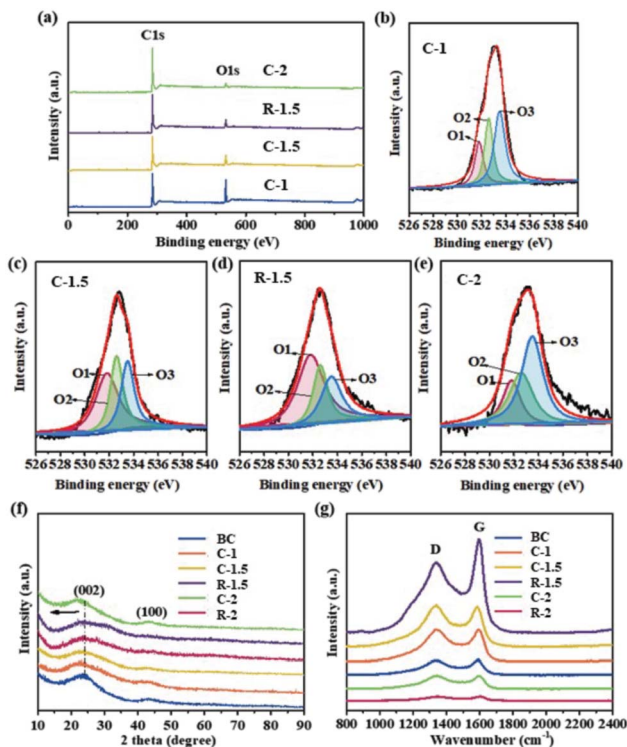 (a)
C1s
O1s
C-2
R-1.5
C-1.5
C-1
Intensity (a.u.)
0 200 400 600 800 1000
Binding energy (eV)
(b)
C-1
O1
O2
O3
Intensity (a.u.)
526 528 530 532 534 536 538 540
Binding energy (eV)
(c)
C-1.5
O1
O2
O3
Intensity (a.u.)
526 528 530 532 534 536 538 540
Binding energy (eV)
(d)
R-1.5
O1
O2
O3
Intensity (a.u.)
526 528 530 532 534 536 538 540
Binding energy (eV)
(e)
C-2
O2
O1
O3
Intensity (a.u.)
526 528 530 532 534 536 538 540
Binding energy (eV)
(f)
BC
C-1
C-1.5
R-1.5
C-2
R-2
(002)
(100)
Intensity (a.u.)
10 20 30 40 50 60 70 80 90
2 theta (degree)
(g)
D
G
BC
C-1
C-1.5
R-1.5
C-2
R-2
Intensity (a.u.)
800 1200 1600 2000 2400
Wavenumber (cm⁻¹)